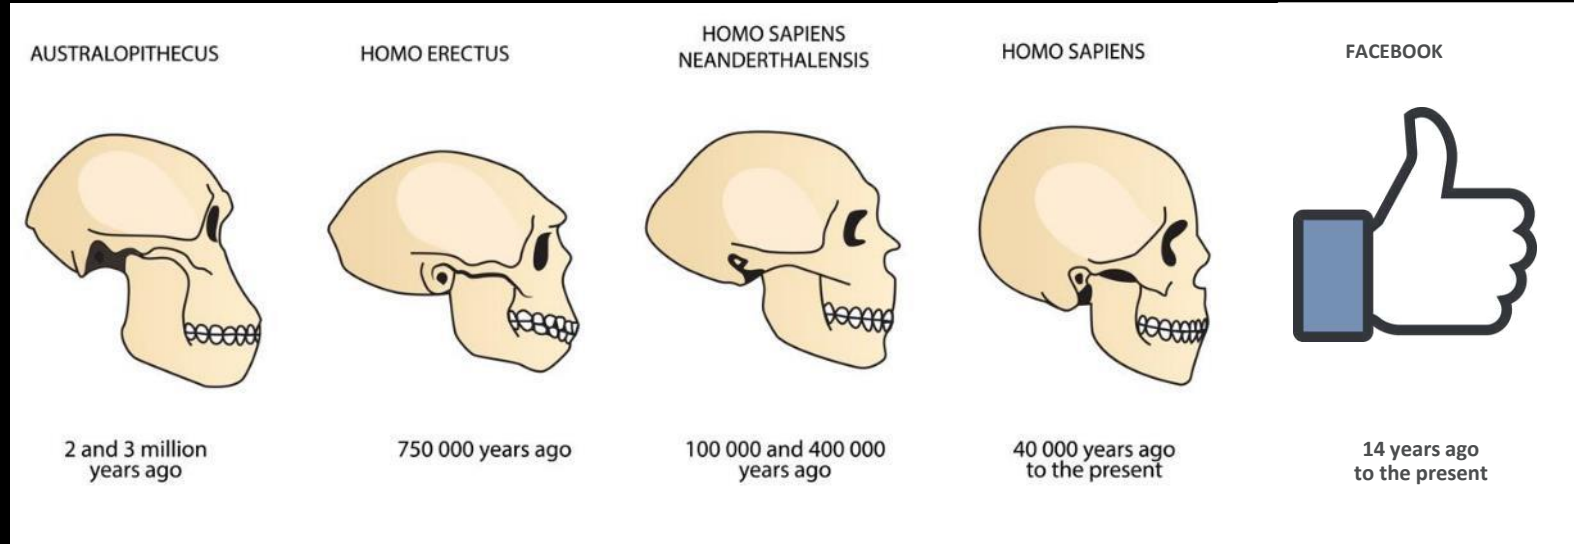 AUSTRALOPITHECUS
2 and 3 million
years ago
HOMO ERECTUS
750 000 years ago
HOMO SAPIENS
NEANDERTHALENSIS
100 000 and 400 000
years ago
HOMO SAPIENS
40 000 years ago
to the present
FACEBOOK
14 years ago
to the present